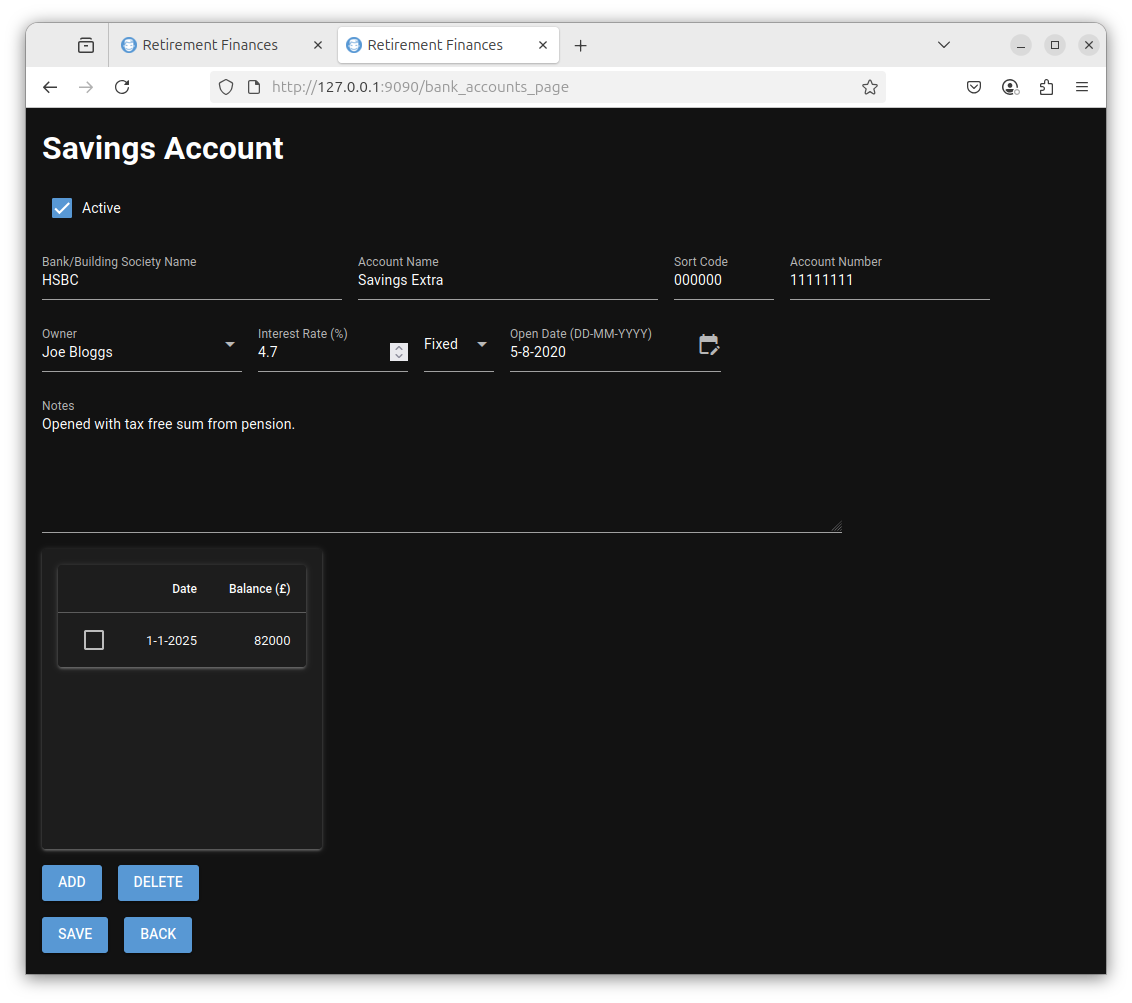 Retirement Finances Retirement Finances
http://127.0.0.1:9090/bank_accounts_page
Savings Account
Active
Bank/Building Society Name Account Name Sort Code Account Number
HSBC Savings Extra 000000 11111111
Owner Interest Rate (%) Open Date (DD-MM-YYYY)
Joe Bloggs 4.7 Fixed 5-8-2020
Notes
Opened with tax free sum from pension.
Date Balance (£)
1-1-2025 82000
ADD DELETE
SAVE BACK